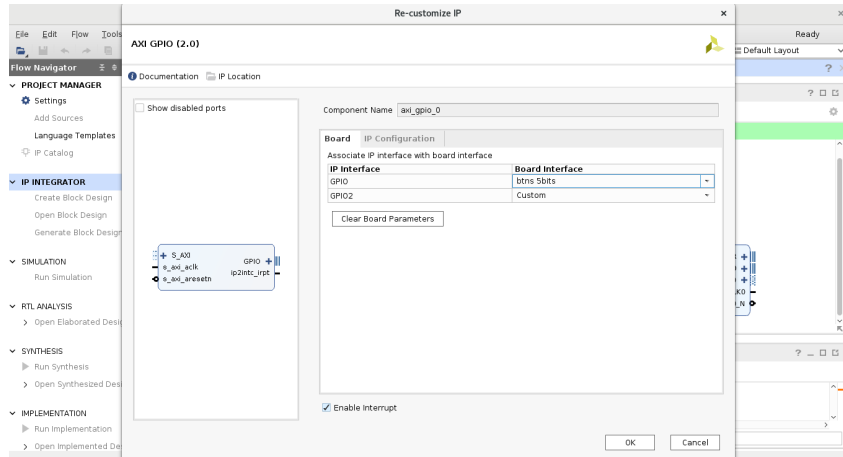 Re-customize IP
File Edit Flow Tools
Ready
AXI GPIO (2.0)
Default Layout
Flow Navigator
Documentation IP Location
PROJECT MANAGER
Settings
Add Sources
Language Templates
IP Catalog
IP INTEGRATOR
Create Block Design
Open Block Design
Generate Block Design
SIMULATION
Run Simulation
RTL ANALYSIS
Open Elaborated Desi
SYNTHESIS
Run Synthesis
Open Synthesized Desi
IMPLEMENTATION
Run Implementation
Open Implemented De
Show disabled ports
S_AXI
s_axi_aclk
s_axi_aresetn
GPIO
ip2intc_irpt
Component Name axi_gpio_0
Board IP Configuration
Associate IP interface with board interface
IP Interface Board Interface
GPIO btns 5bits
GPIO2 Custom
Clear Board Parameters
Enable Interrupt
OK Cancel